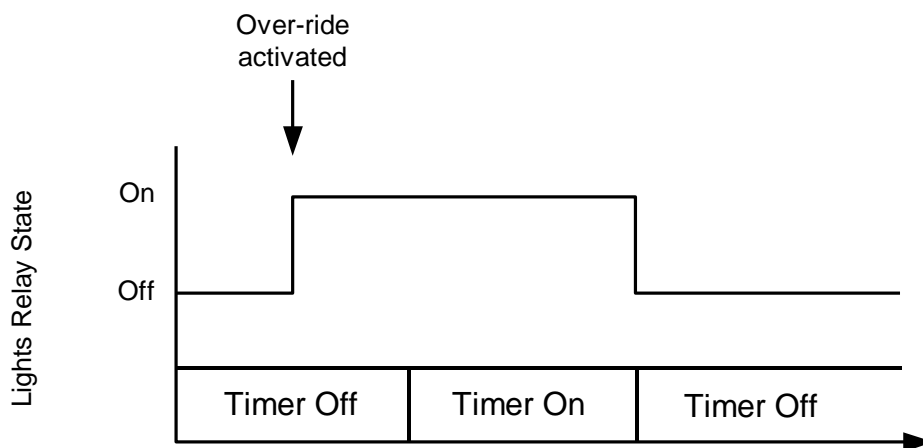 Over-ride
activated
On
Off
Lights Relay State
Timer Off
Timer On
Timer Off